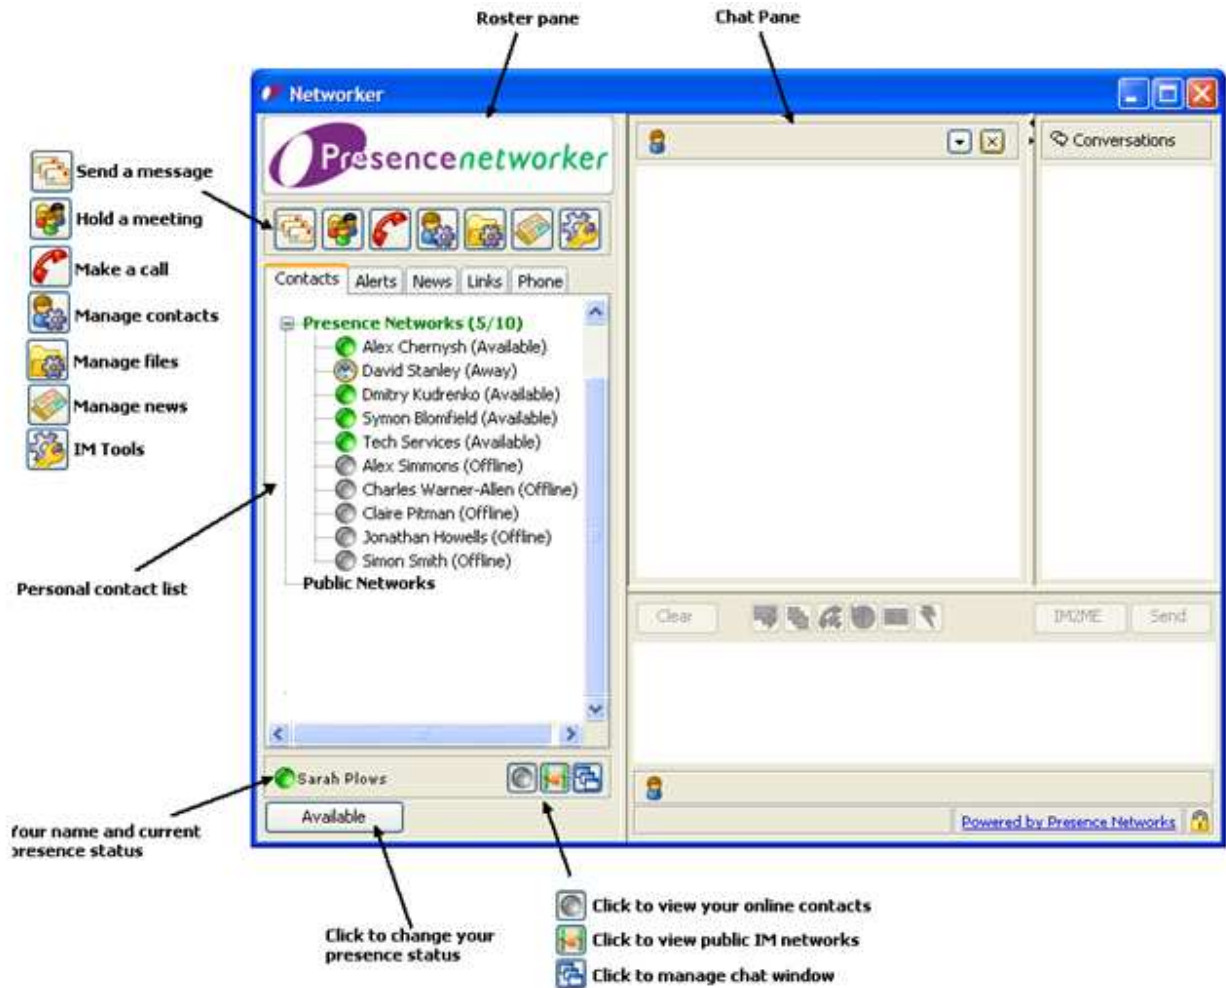 Roster pane
Chat Pane
Networker
Presencenetworker
Conversations
Send a message
Hold a meeting
Make a call
Manage contacts
Manage files
Manage news
IM Tools
Contacts Alerts News Links Phone
Presence Networks (5/10)
Alex Chernysh (Available)
David Stanley (Away)
Dmitry Kudrenko (Available)
Symon Blomfield (Available)
Tech Services (Available)
Alex Simmons (Offline)
Charles Warner-Allen (Offline)
Claire Pitman (Offline)
Jonathan Howells (Offline)
Simon Smith (Offline)
Public Networks
Personal contact list
Clear
IM2ME
Send
Sarah Plows
Available
Your name and current
presence status
Powered by Presence Networks
Click to change your
presence status
Click to view your online contacts
Click to view public IM networks
Click to manage chat window